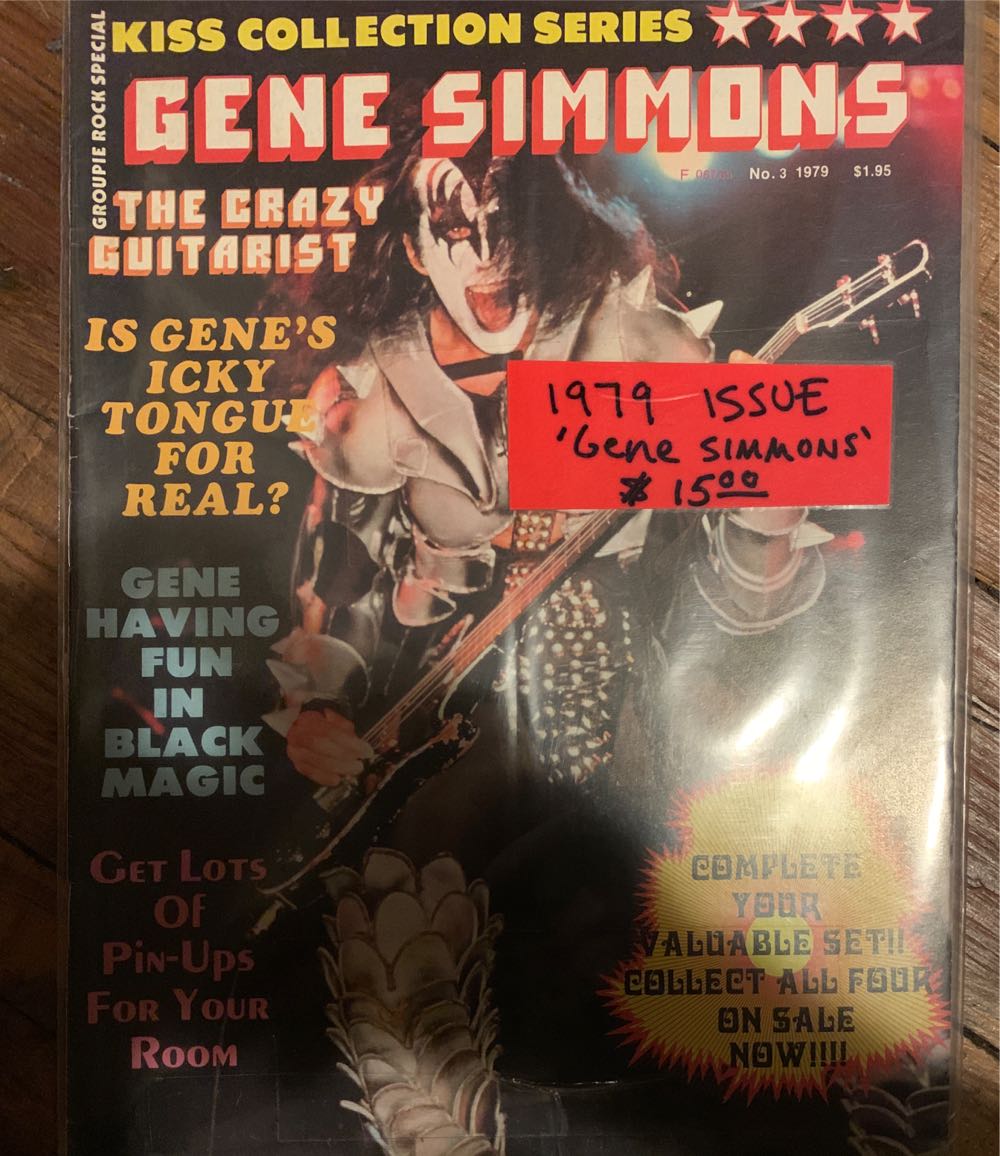 GROUPIE ROCK SPECIAL
KISS COLLECTION SERIES
GENE SIMMONS
F No. 3 1979 $1.95
THE CRAZY
GUITARIST
IS GENE'S
ICKY
TONGUE
FOR
REAL?
1979 ISSUE
'Gene SIMMONS'
$ 1500
GENE
HAVING
FUN
IN
BLACK
MAGIC
GET LOTS
OF
PIN-UPS
FOR YOUR
ROOM
COMPLETE
YOUR
VALUABLE SET!!
COLLECT ALL FOUR
ON SALE
NOW!!!!